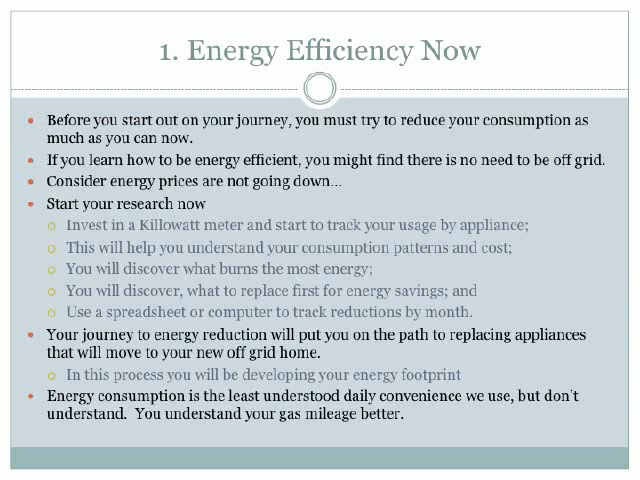 1. Energy Efficiency Now
Before you start out on your journey, you must try to reduce your consumption as
much as you can now.
If you learn how to be energy efficient, you might find there is no need to be off grid.
Consider energy prices are not going down...
Start your research now
Invest in a Killowatt meter and start to track your usage by appliance;
This will help you understand your consumption patterns and cost;
You will discover what burns the most energy;
You will discover, what to replace first for energy savings; and
Use a spreadsheet or computer to track reductions by month.
Your journey to energy reduction will put you on the path to replacing appliances
that will move to your new off grid home.
In this process you will be developing your energy footprint
Energy consumption is the least understood daily convenience we use, but don't
understand.  You understand your gas mileage better.